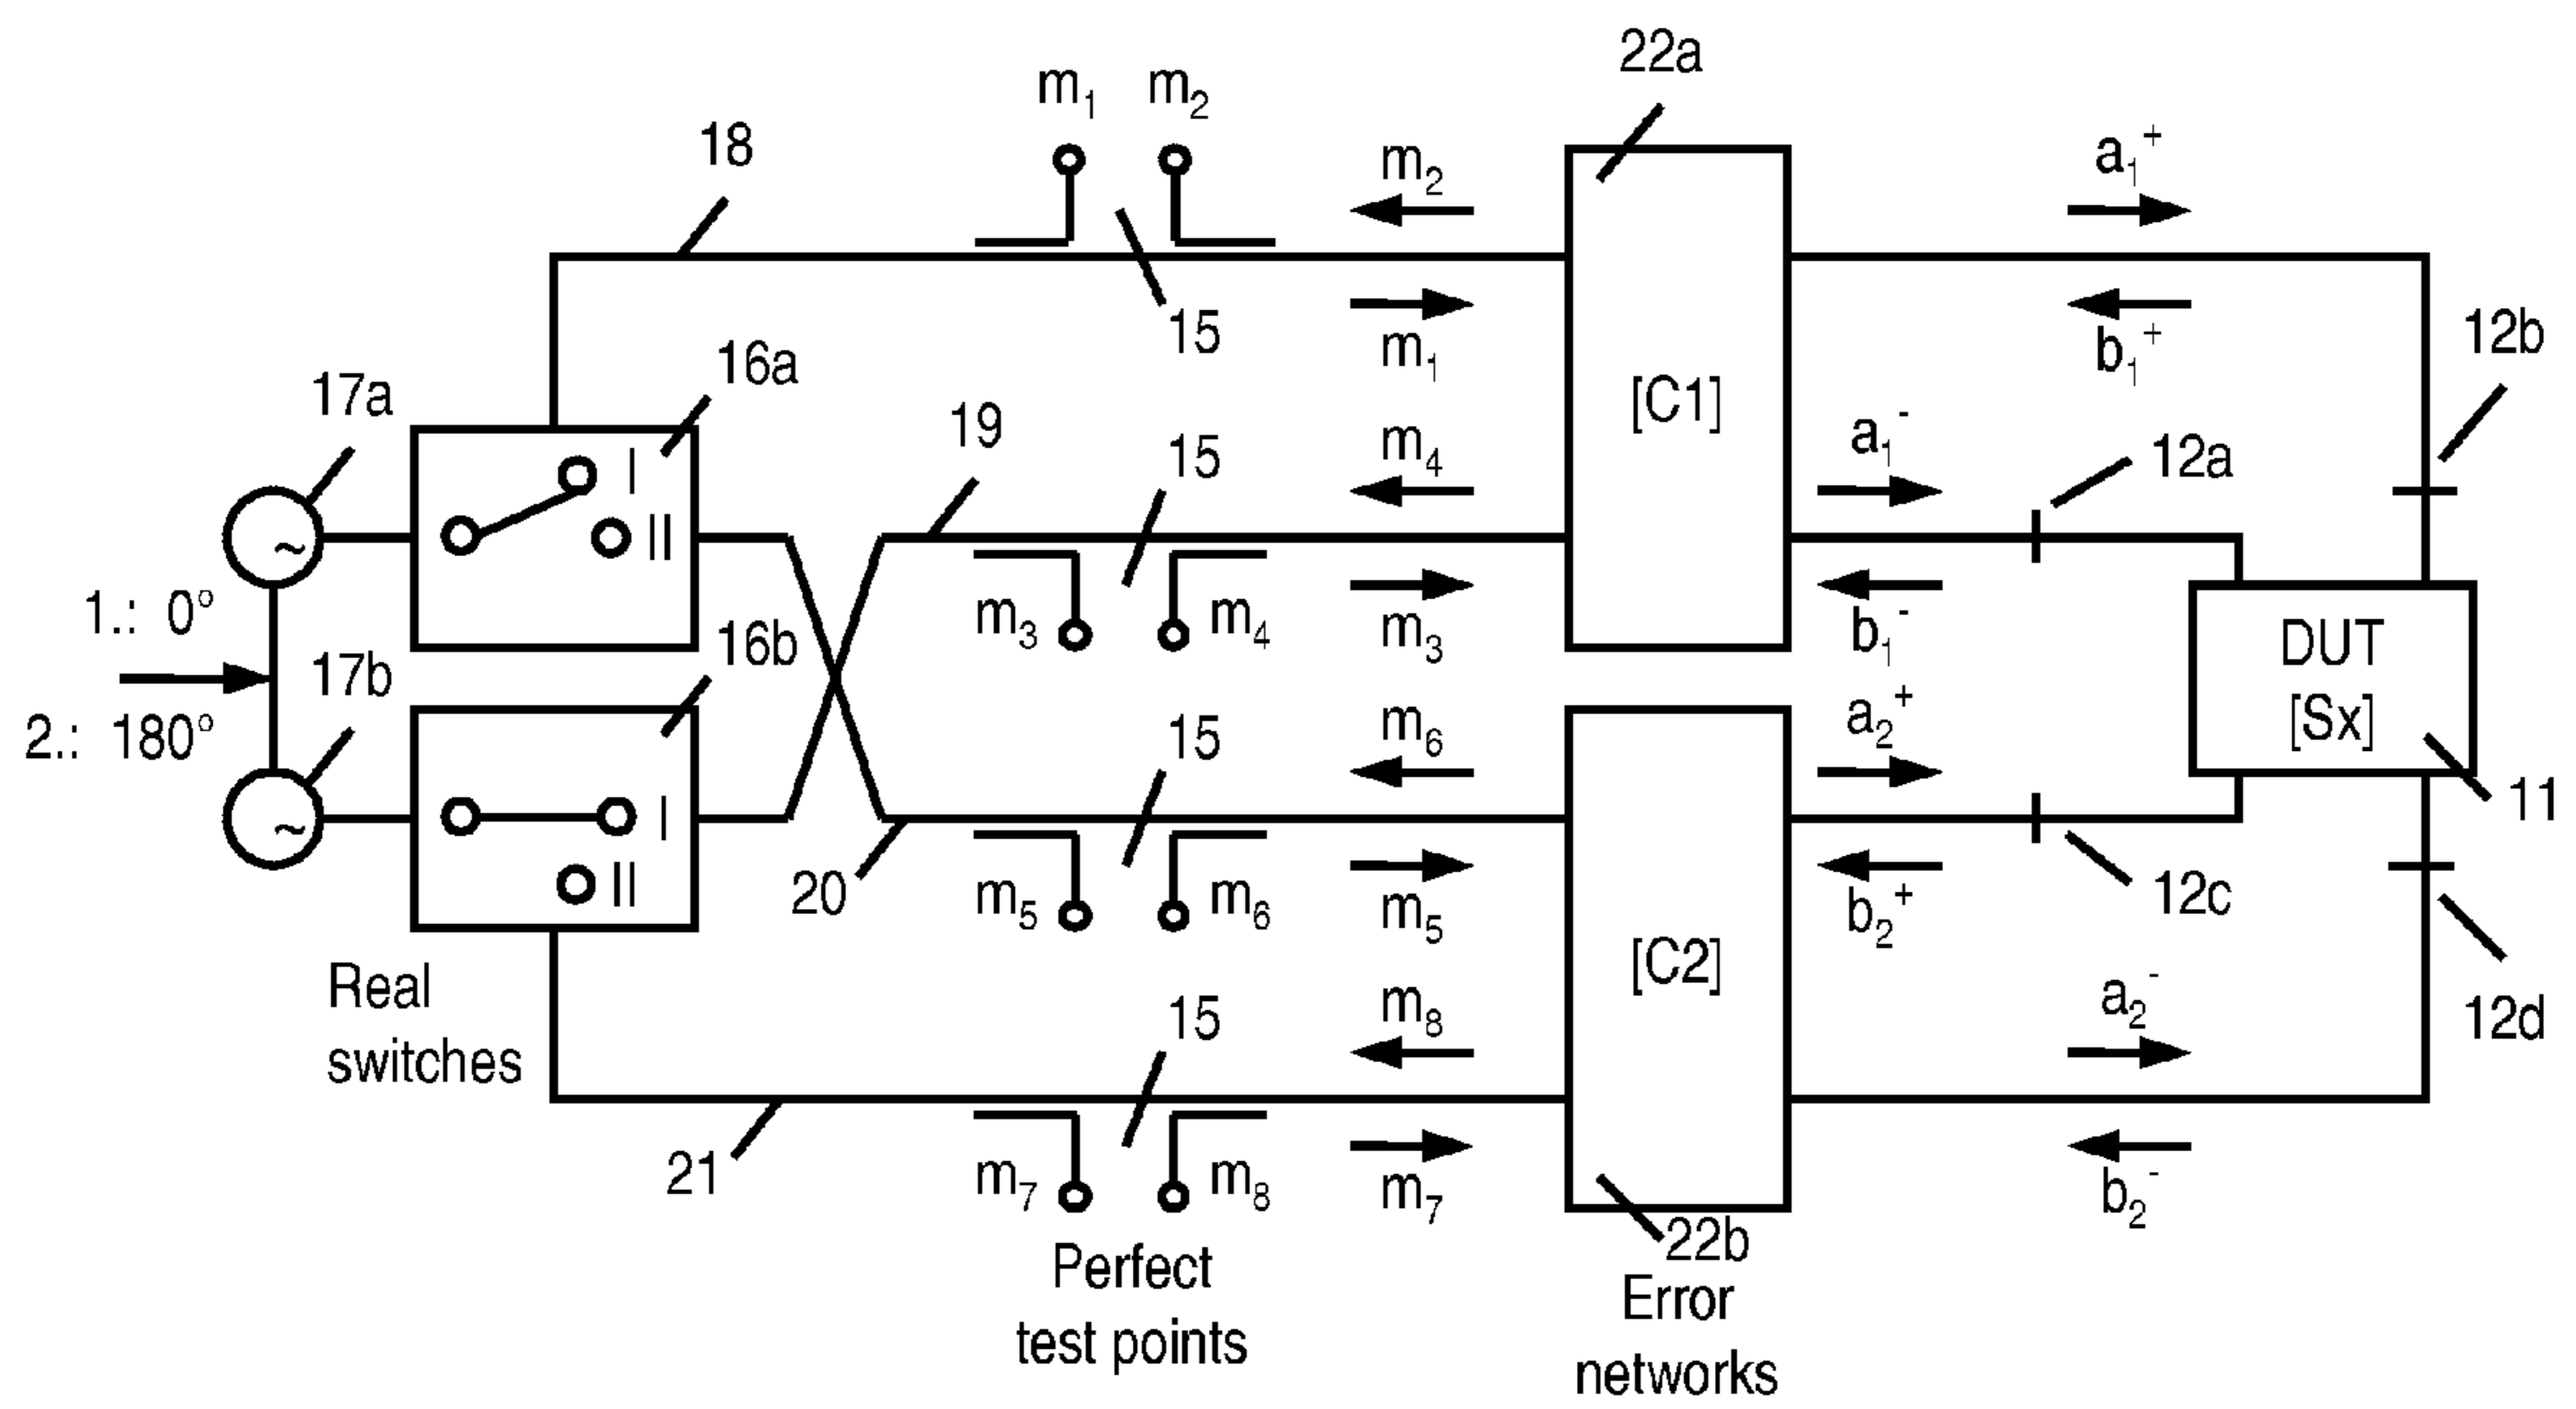 22a
m₁ m₂
18
m₂
a₁⁺
15
m₁
b₁⁺
12b
16a
17a
I
II
19
15
[C1]
m₄
a₁⁻
12a
1.: 0°
m₃ m₄
m₃
b₁⁻
DUT
[Sx]
11
2.: 180°
17b
16b
15
m₆
a₂⁺
I
II
20
m₅ m₆
m₅
b₂⁺
12c
[C2]
Real
switches
15
m₈
a₂⁻
12d
21
m₇ m₈
m₇
b₂⁻
22b
Perfect
test points
Error
networks